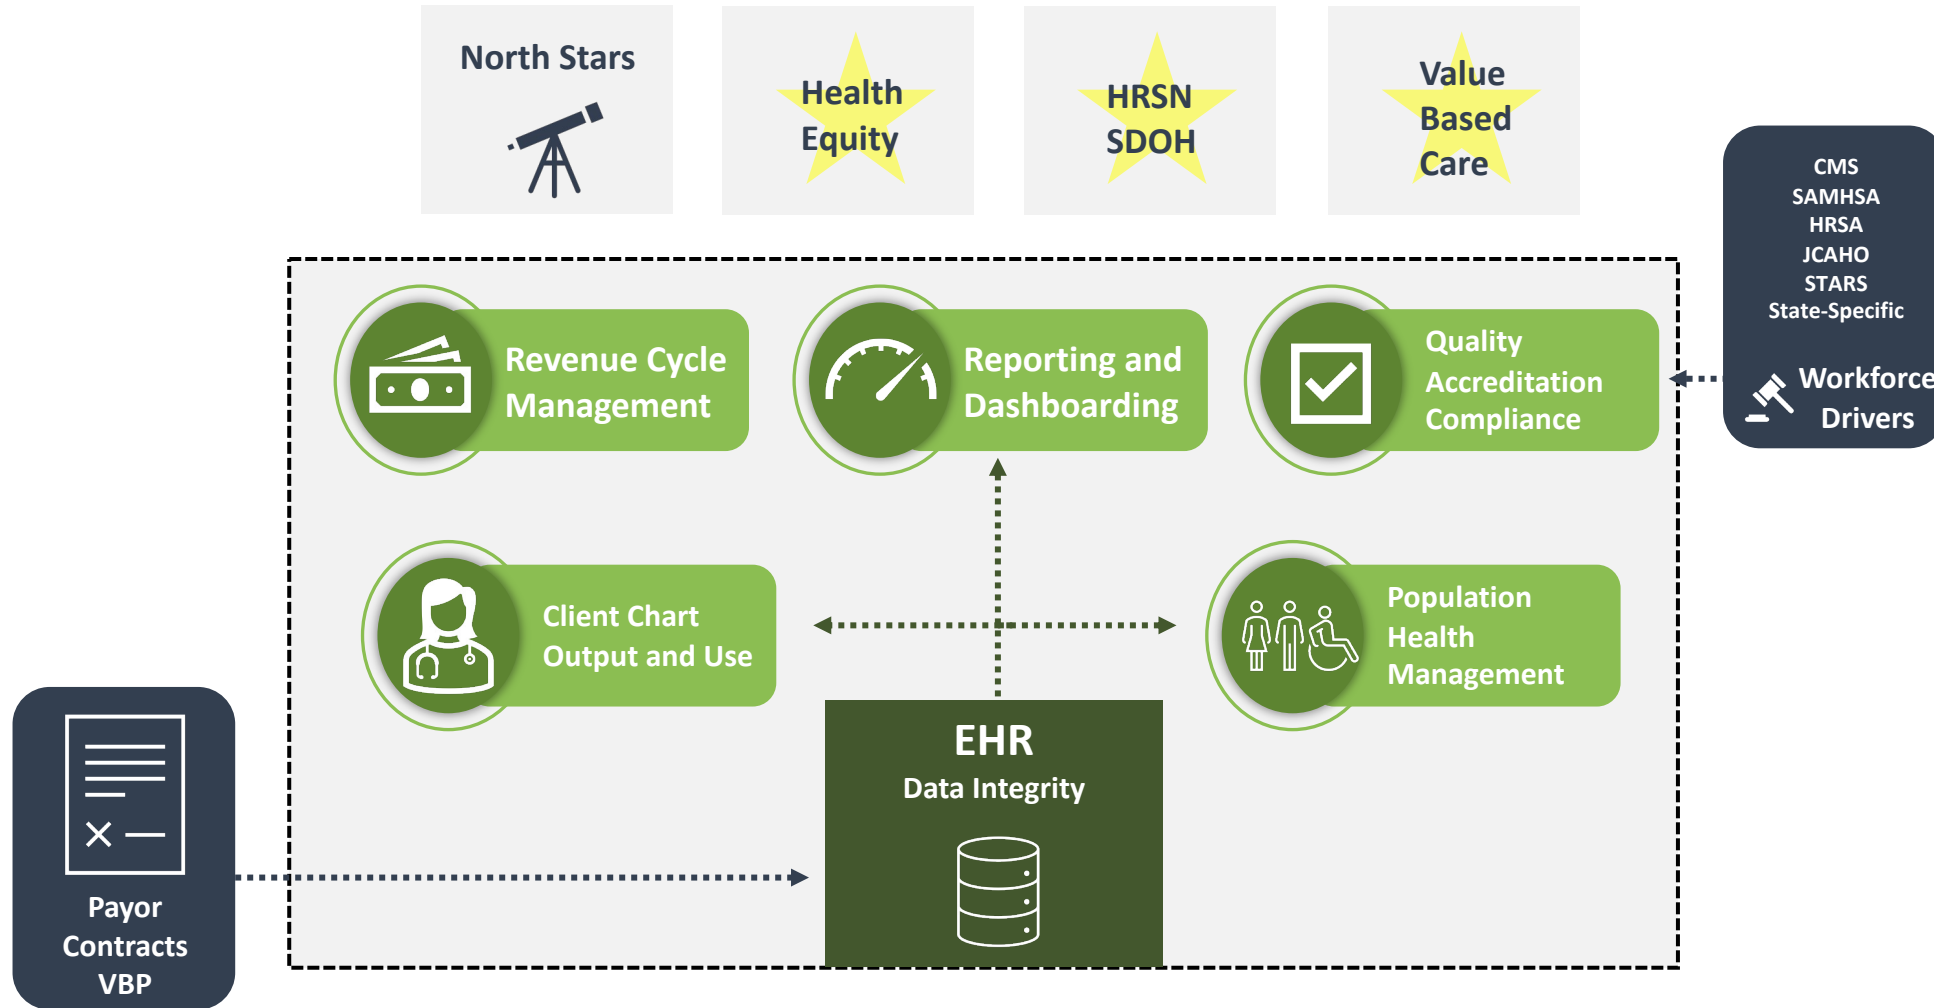 North Stars
Health
Equity
HRSN
SDOH
Value
Based
Care
CMS
SAMHSA
HRSA
JCAHO
STARS
State-Specific
Workforce
Drivers
Revenue Cycle
Management
Reporting and
Dashboarding
Quality
Accreditation
Compliance
Client Chart
Output and Use
Population
Health
Management
EHR
Data Integrity
Payor
Contracts
VBP